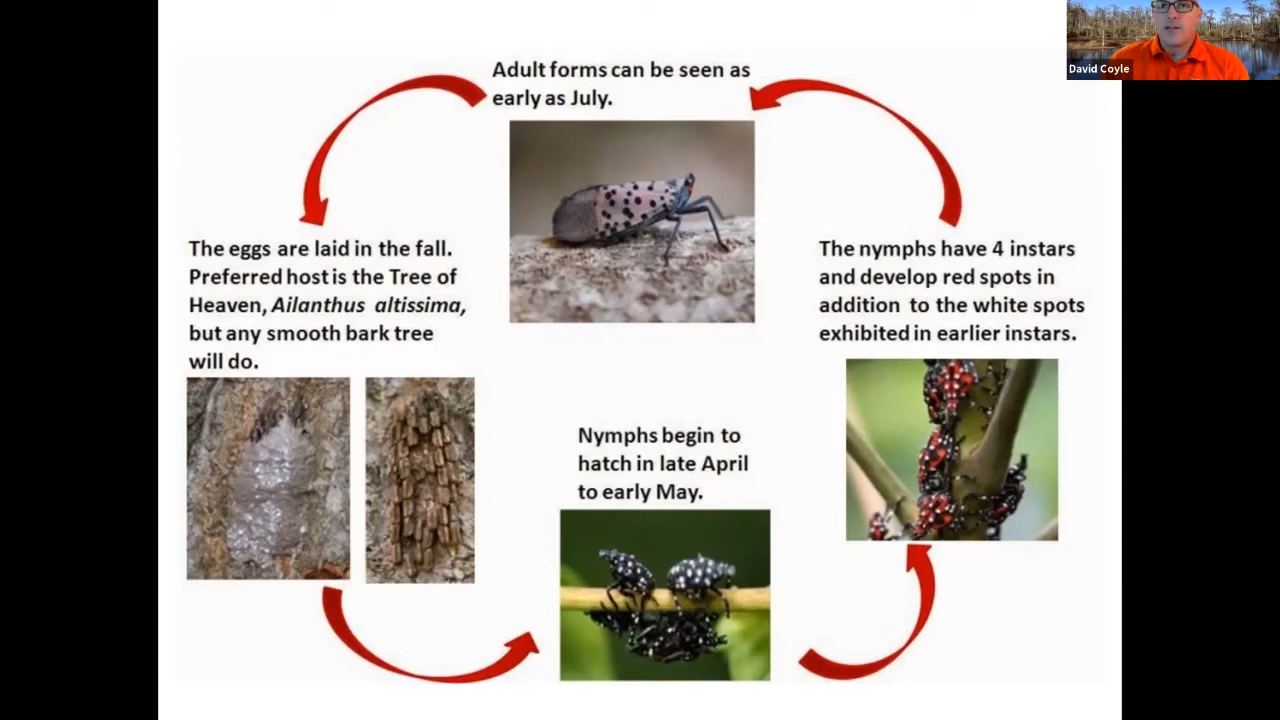 Adult forms can be seen as
early as July.
David Coyle
The eggs are laid in the fall.
Preferred host is the Tree of
Heaven, Ailanthus altissima,
but any smooth bark tree
will do.
The nymphs have 4 instars
and develop red spots in
addition to the white spots
exhibited in earlier instars.
Nymphs begin to
hatch in late April
to early May.